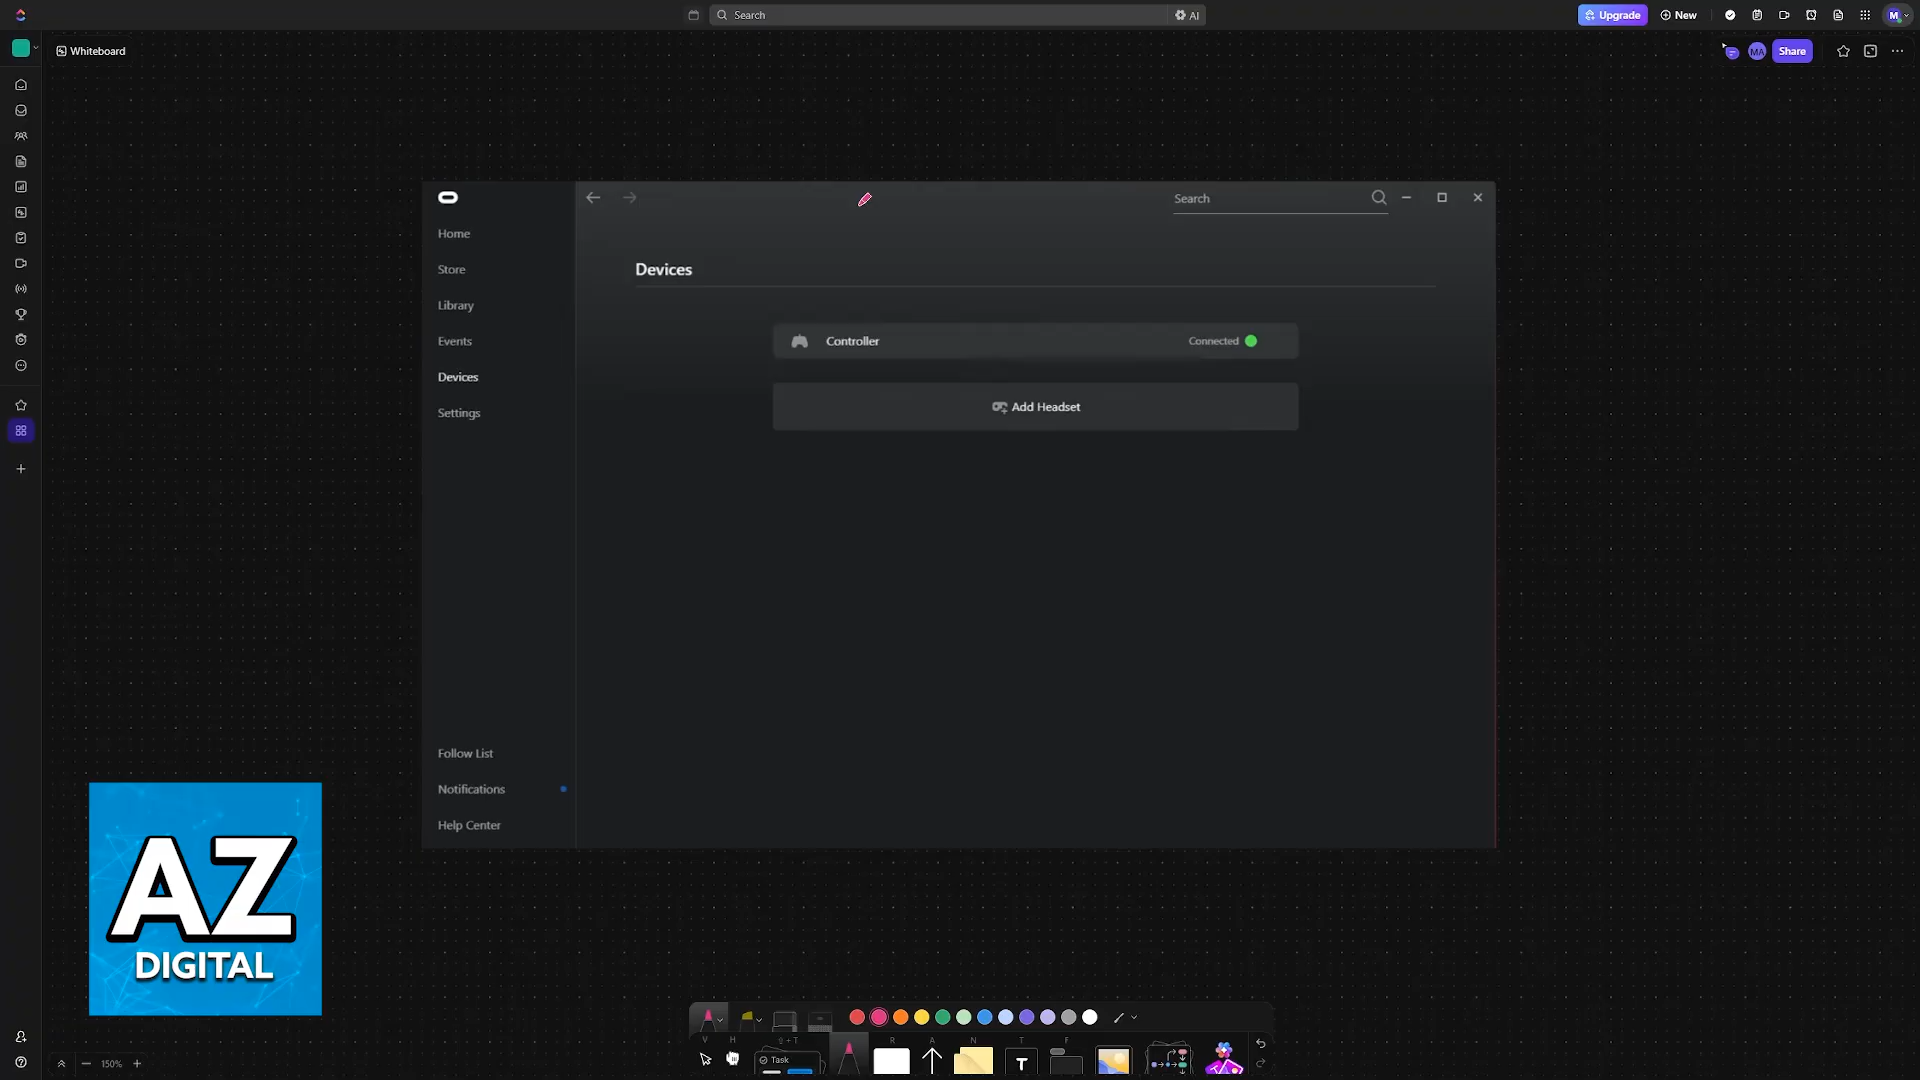 Search
AI
Upgrade
New
M
Whiteboard
MA
Share
Search
Home
Store
Library
Events
Devices
Settings
Devices
Controller
Connected
Add Headset
Follow List
Notifications
Help Center
AZ
DIGITAL
V
H
⇧+T
R
A
N
T
F
Task
T
150%